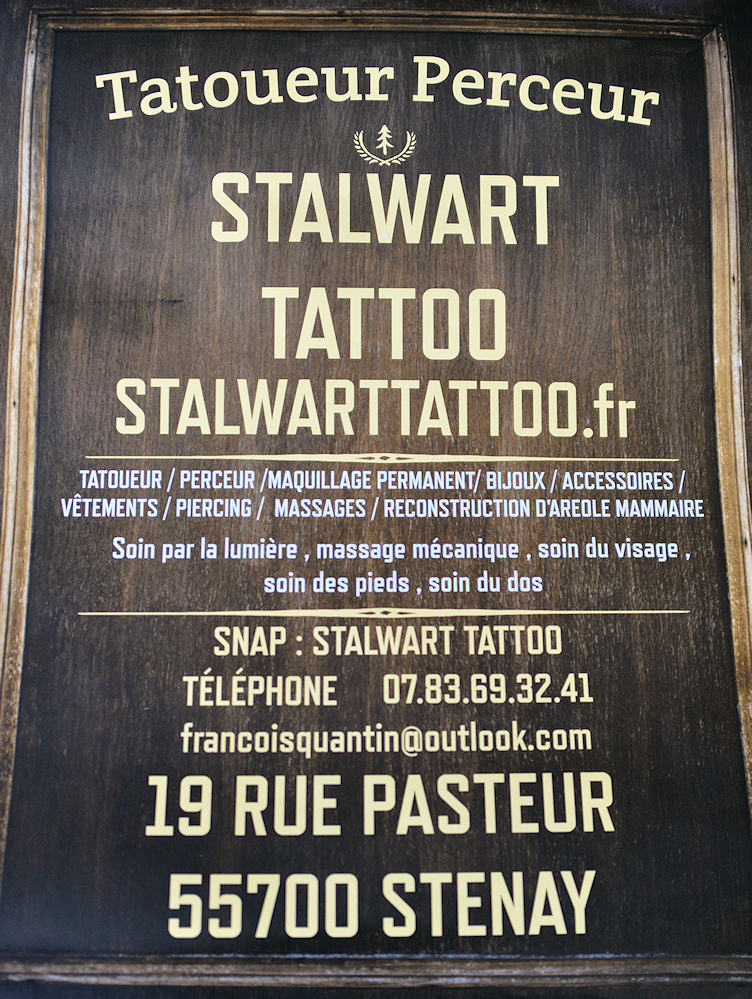 Tatoueur Perceur
STALWART
TATTOO
STALWARTTATTOO.fr
TATOUEUR / PERCEUR /MAQUILLAGE PERMANENT/ BIJOUX / ACCESSOIRES /
VÊTEMENTS / PIERCING / MASSAGES / RECONSTRUCTION D'AREOLE MAMMAIRE
Soin par la lumière , massage mécanique , soin du visage ,
soin des pieds , soin du dos
SNAP : STALWART TATTOO
TÉLÉPHONE 07.83.69.32.41
francoisquantin@outlook.com
19 RUE PASTEUR
55700 STENAY